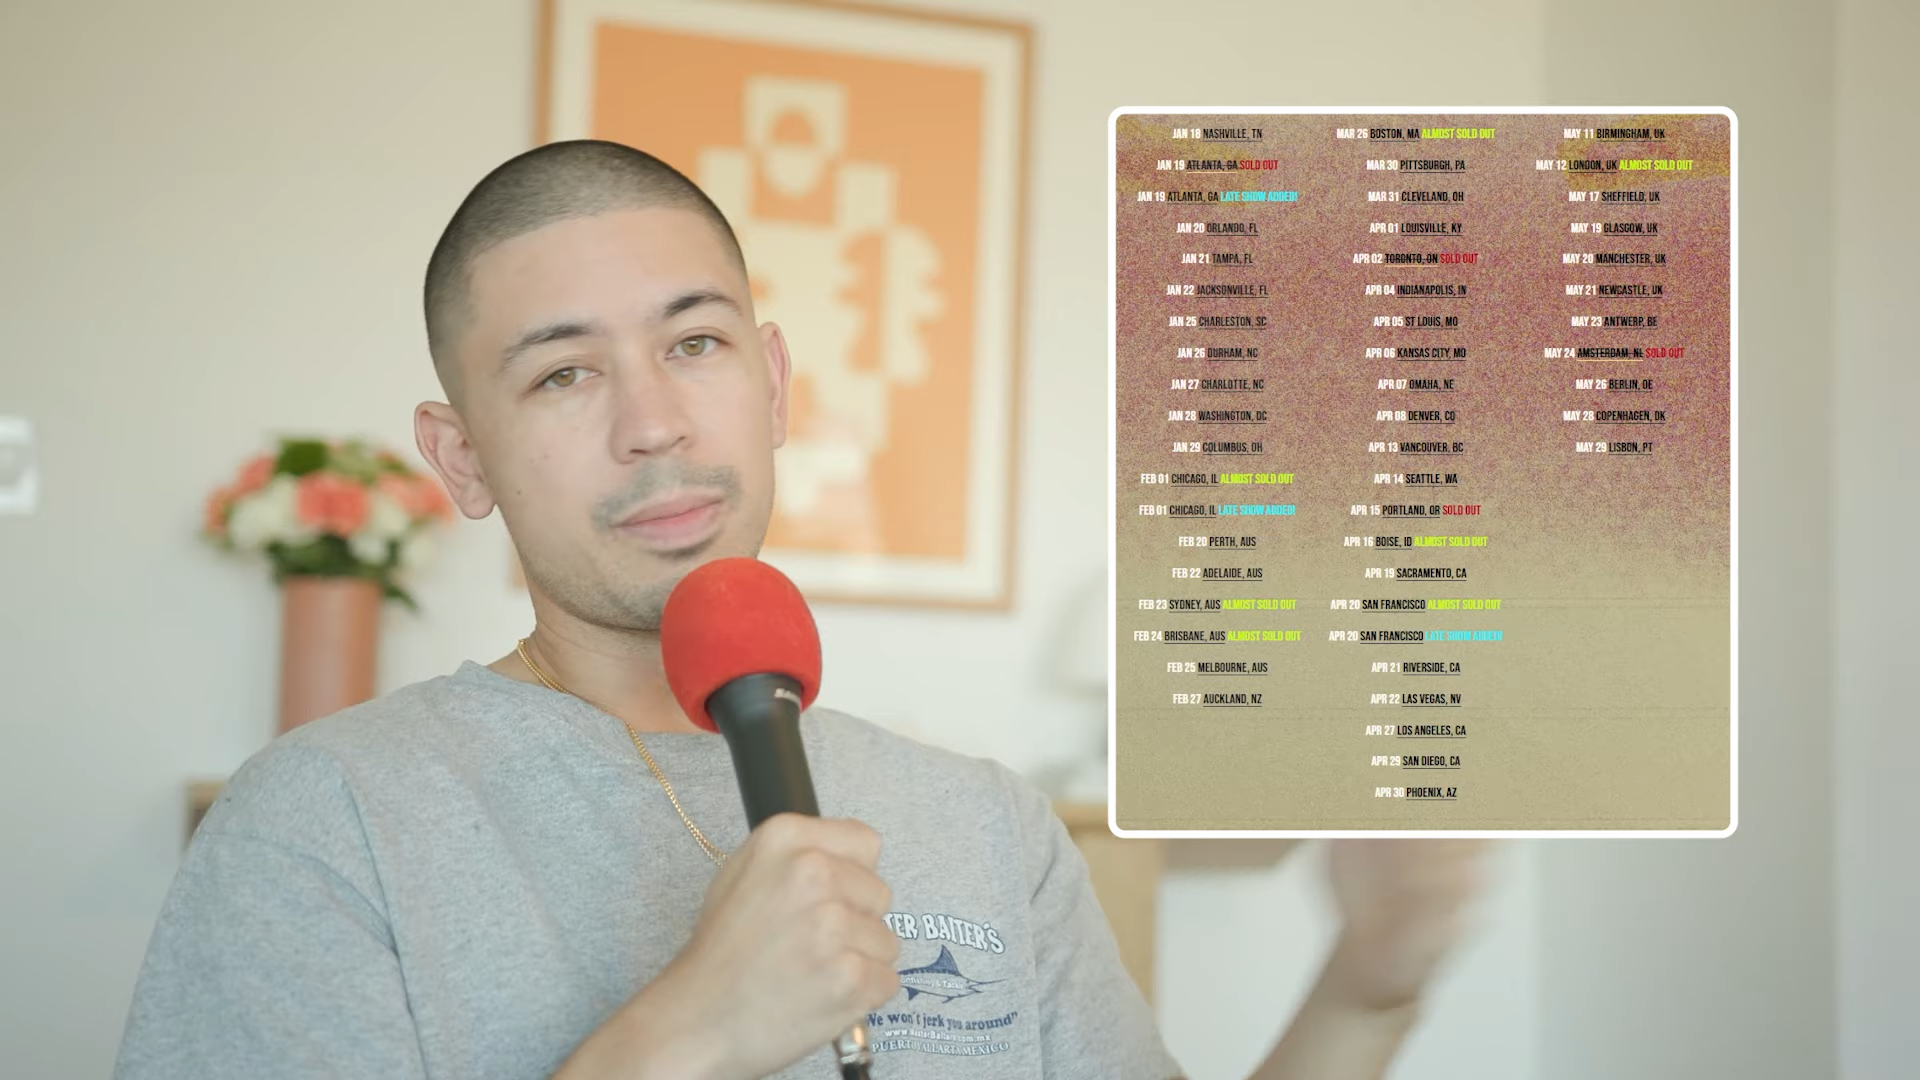 JAN 18 NASHVILLE, TN
JAN 19 ATLANTA, GA SOLD OUT
JAN 19 ATLANTA, GA LATE SHOW ADDED!
JAN 20 ORLANDO, FL
JAN 21 TAMPA, FL
JAN 22 JACKSONVILLE, FL
JAN 25 CHARLESTON, SC
JAN 26 DURHAM, NC
JAN 27 CHARLOTTE, NC
JAN 28 WASHINGTON, DC
JAN 29 COLUMBUS, OH
FEB 01 CHICAGO, IL ALMOST SOLD OUT
FEB 01 CHICAGO, IL LATE SHOW ADDED!
FEB 20 PERTH, AUS
FEB 22 ADELAIDE, AUS
FEB 23 SYDNEY, AUS ALMOST SOLD OUT
FEB 24 BRISBANE, AUS ALMOST SOLD OUT
FEB 25 MELBOURNE, AUS
FEB 27 AUCKLAND, NZ
MAR 26 BOSTON, MA ALMOST SOLD OUT
MAR 30 PITTSBURGH, PA
MAR 31 CLEVELAND, OH
APR 01 LOUISVILLE, KY
APR 02 TORONTO, ON SOLD OUT
APR 04 INDIANAPOLIS, IN
APR 05 ST LOUIS, MO
APR 06 KANSAS CITY, MO
APR 07 OMAHA, NE
APR 08 DENVER, CO
APR 13 VANCOUVER, BC
APR 14 SEATTLE, WA
APR 15 PORTLAND, OR SOLD OUT
APR 16 BOISE, ID ALMOST SOLD OUT
APR 19 SACRAMENTO, CA
APR 20 SAN FRANCISCO ALMOST SOLD OUT
APR 20 SAN FRANCISCO LATE SHOW ADDED!
APR 21 RIVERSIDE, CA
APR 22 LAS VEGAS, NV
APR 27 LOS ANGELES, CA
APR 29 SAN DIEGO, CA
APR 30 PHOENIX, AZ
MAY 11 BIRMINGHAM, UK
MAY 12 LONDON, UK ALMOST SOLD OUT
MAY 17 SHEFFIELD, UK
MAY 19 GLASGOW, UK
MAY 20 MANCHESTER, UK
MAY 21 NEWCASTLE, UK
MAY 23 ANTWERP, BE
MAY 24 AMSTERDAM, NL SOLD OUT
MAY 26 BERLIN, DE
MAY 28 COPENHAGEN, DK
MAY 29 LISBON, PT
TER BAITER'S
& Tackle
We won't jerk you around"
PUERTO VALLARTA MEXICO